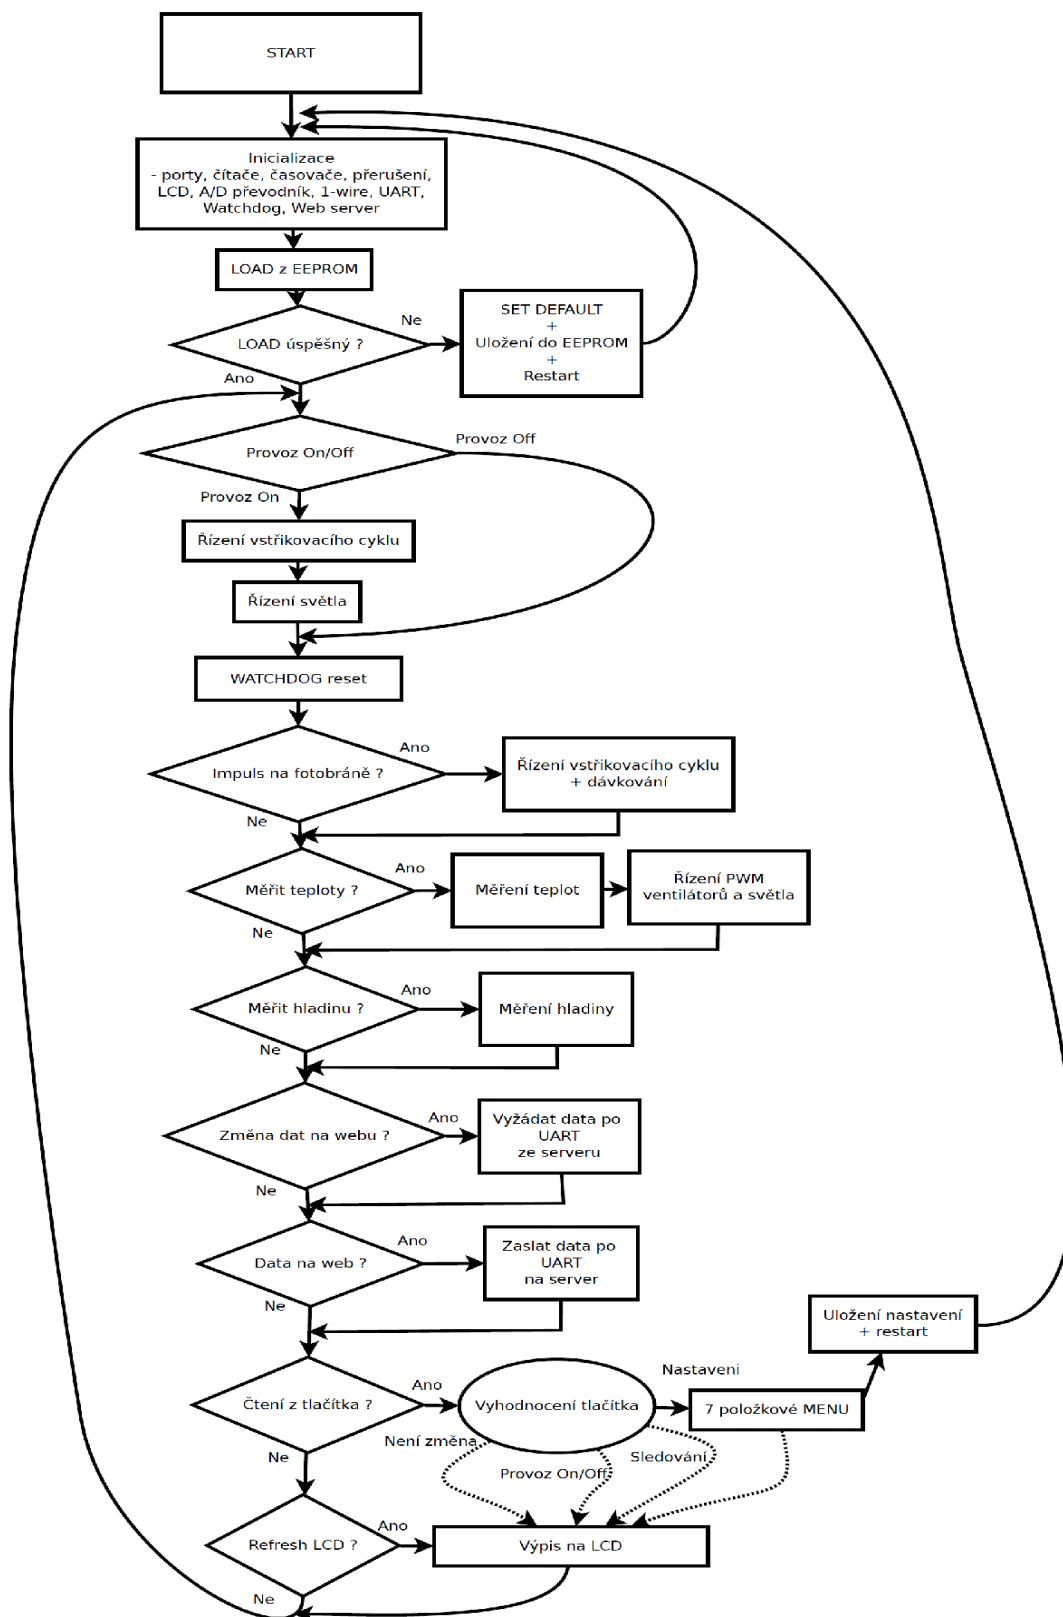 START
Inicializace
- porty, čítače, časovače, přerušení,
LCD, A/D převodník, 1-wire, UART,
Watchdog, Web server
LOAD z EEPROM
LOAD úspěšný ?
Ne
SET DEFAULT
+
Uložení do EEPROM
+
Restart
Ano
Provoz On/Off
Provoz Off
Provoz On
Řízení vstřikovacího cyklu
Řízení světla
WATCHDOG reset
Impuls na fotobráně ?
Ano
Řízení vstřikovacího cyklu
+ dávkování
Ne
Měřit teploty ?
Ano
Měření teplot
Řízení PWM
ventilátorů a světla
Ne
Měřit hladinu ?
Ano
Měření hladiny
Ne
Změna dat na webu ?
Ano
Vyžádát data po
UART
ze serveru
Ne
Data na web ?
Ano
Zaslat data po
UART
na server
Ne
Uložení nastavení
+ restart
Čtení z tlačítka ?
Ano
Vyhodnocení tlačítka
Nastaveni
7 položkové MENU
Není změna
Provoz On/Off
Sledování
Ne
Refresh LCD ?
Ano
Výpis na LCD
Ne